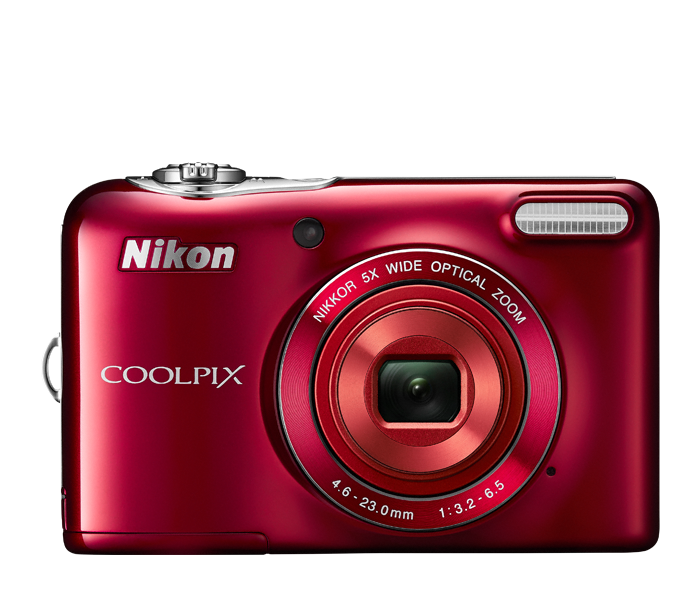 Nikon
COOLPIX
NIKKOR 5X WIDE OPTICAL ZOOM
4.6-23.0mm 1:3.2-6.5